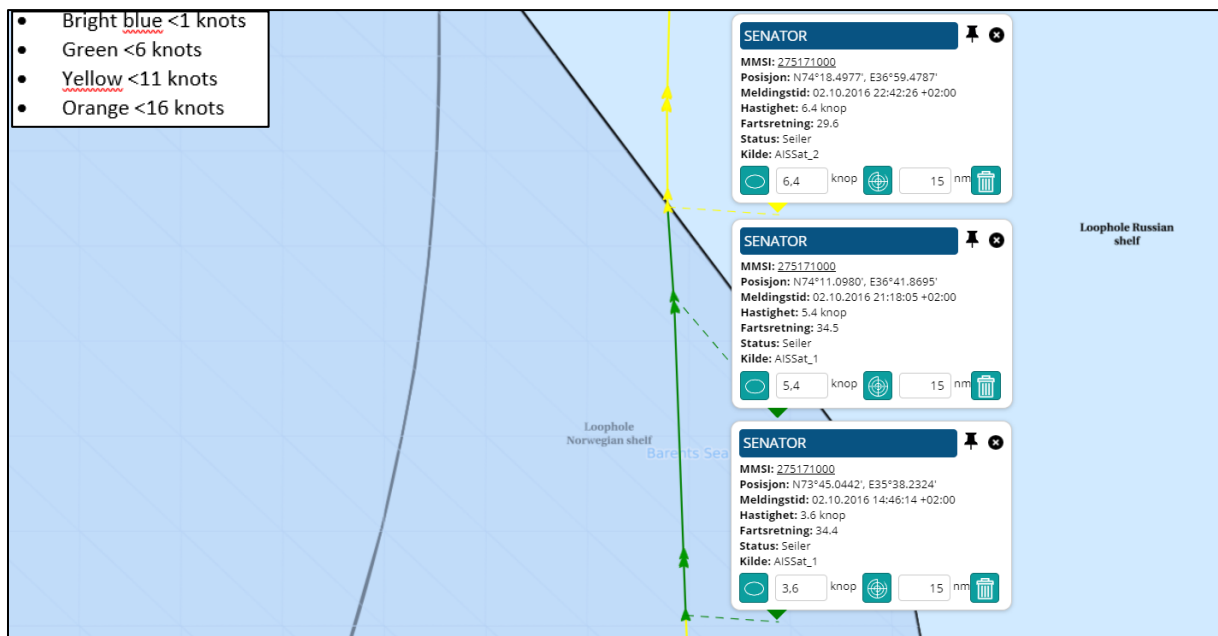 Bright blue <1 knots
Green <6 knots
Yellow <11 knots
Orange <16 knots
SENATOR
MMSI: 275171000
Posisjon: N74°18.4977', E36°59.4787'
Meldingstid: 02.10.2016 22:42:26 +02:00
Hastighet: 6.4 knop
Fartsretning: 29.6
Status: Seiler
Kilde: AISSat_2
6,4 knop 15 nm
SENATOR
MMSI: 275171000
Posisjon: N74°11.0980', E36°41.8695'
Meldingstid: 02.10.2016 21:18:05 +02:00
Hastighet: 5.4 knop
Fartsretning: 34.5
Status: Seiler
Kilde: AISSat_1
5,4 knop 15 nm
SENATOR
MMSI: 275171000
Posisjon: N73°45.0442', E35°38.2324'
Meldingstid: 02.10.2016 14:46:14 +02:00
Hastighet: 3.6 knop
Fartsretning: 34.4
Status: Seiler
Kilde: AISSat_1
3,6 knop 15 nm
Loophole Russian
shelf
Loophole
Norwegian shelf
Barents Sea